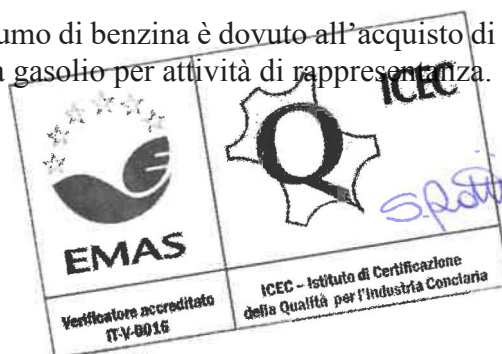 umo di benzina è dovuto all’acquisto di
a gasolio per attività di rappresentanza.
ICEC
Q
EMAS
Verificatore accreditato
IT-V-0016
ICEC – Istituto di Certificazione
della Qualità per l'Industria Conciaria